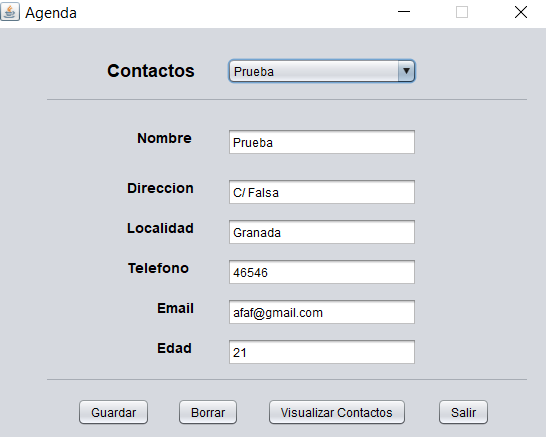 Agenda
Contactos Prueba
Nombre Prueba
Direccion C/ Falsa
Localidad Granada
Telefono 46546
Email afaf@gmail.com
Edad 21
Guardar Borrar Visualizar Contactos Salir